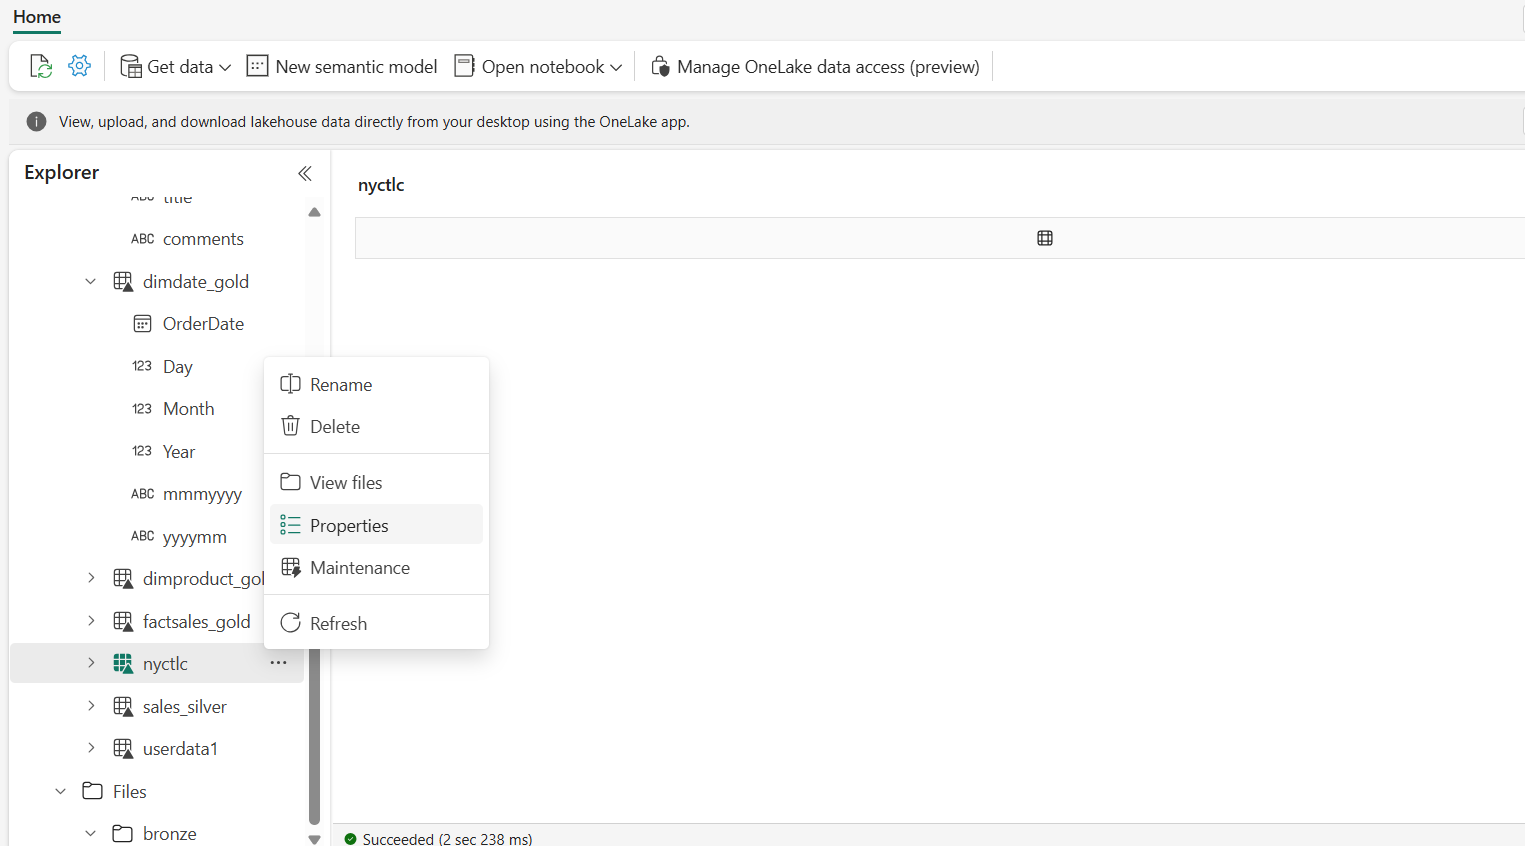 Home
Get data
New semantic model
Open notebook
Manage OneLake data access (preview)
View, upload, and download lakehouse data directly from your desktop using the OneLake app.
Explorer
nyctlc
ABC title
ABC comments
dimdate_gold
OrderDate
123 Day
123 Month
123 Year
ABC mmmyyyy
ABC yyyymm
dimproduct_gol
factsales_gold
nyctlc
sales_silver
userdata1
Files
bronze
Rename
Delete
View files
Properties
Maintenance
Refresh
Succeeded (2 sec 238 ms)